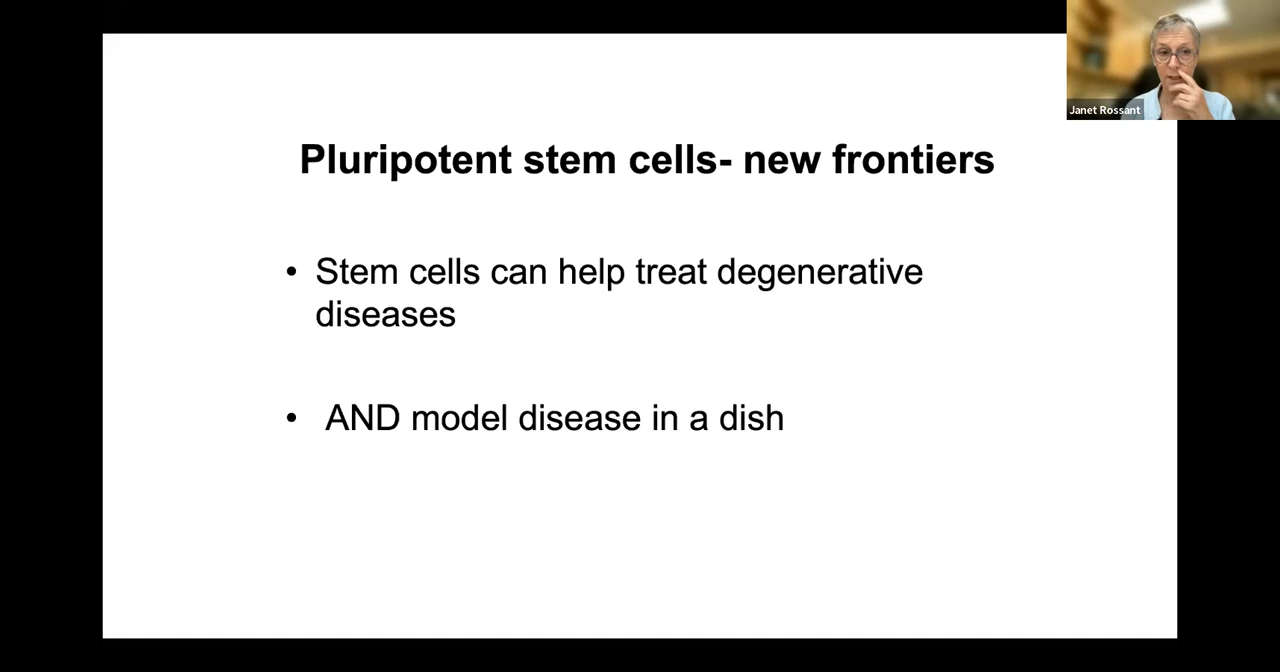 Janet Rossant
Pluripotent stem cells- new frontiers
• Stem cells can help treat degenerative
diseases
• AND model disease in a dish